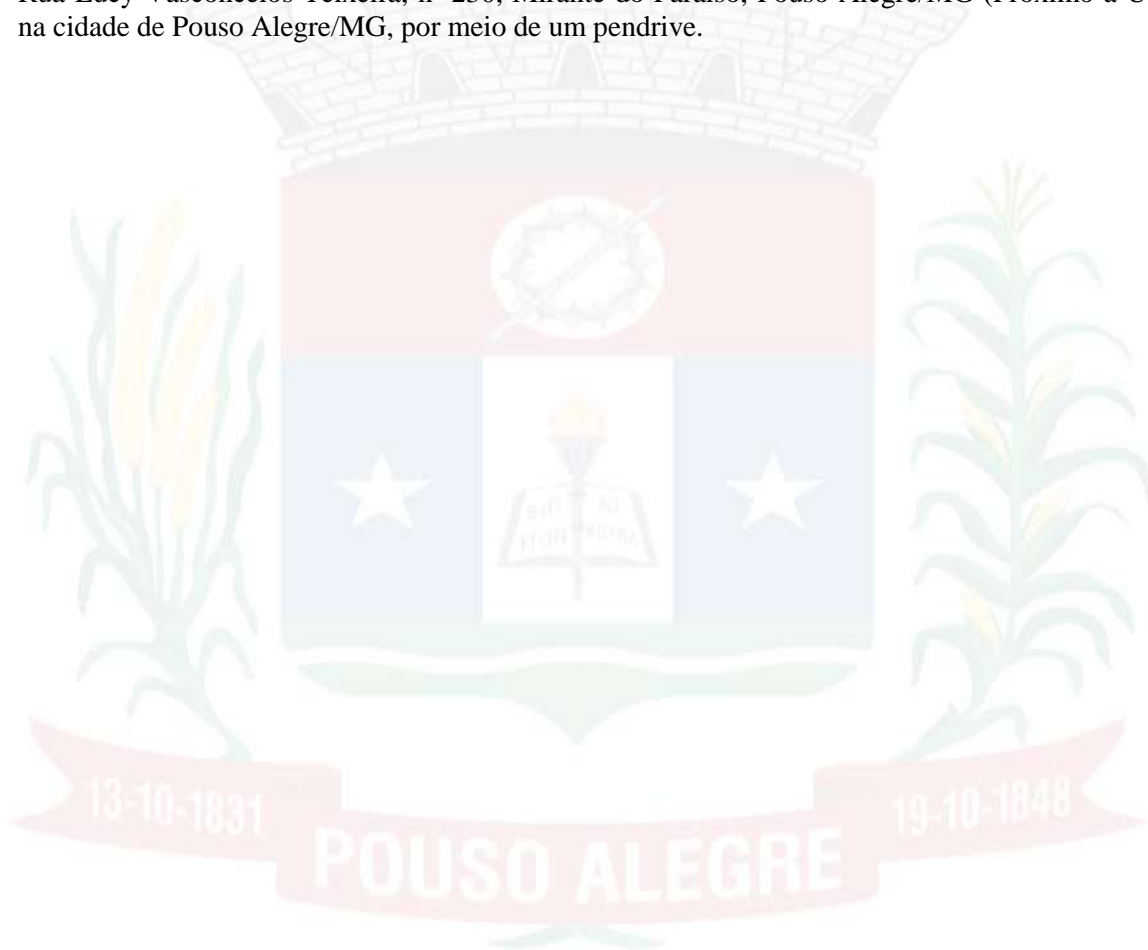 Rua Lucy Vasconcelos Teixeira, nº 230, Mirante do Paraíso, Pouso Alegre/MG (Próximo a
na cidade de Pouso Alegre/MG, por meio de um pendrive.
13-10-1831
19-10-1848
POUSO ALEGRE